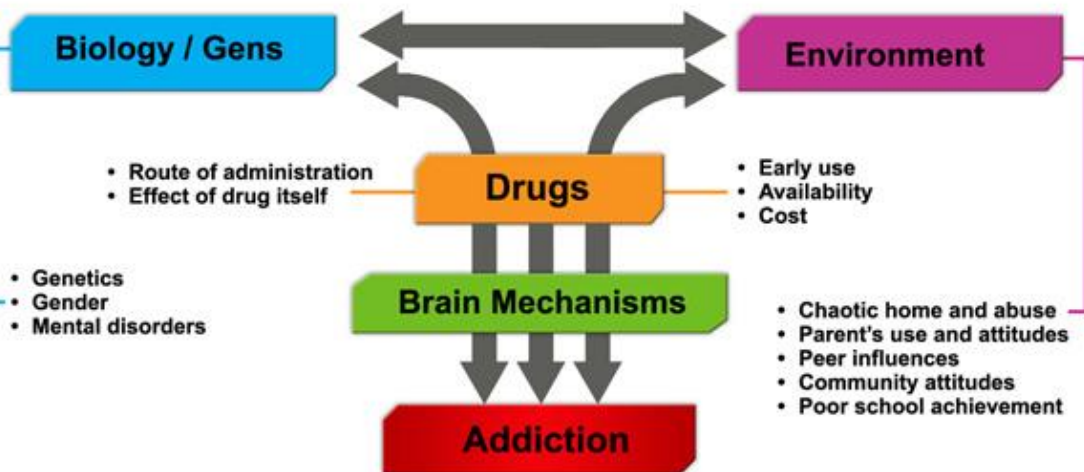 Biology / Gens
Environment
• Route of administration
• Effect of drug itself
Drugs
• Early use
• Availability
• Cost
• Genetics
• Gender
• Mental disorders
Brain Mechanisms
• Chaotic home and abuse
• Parent's use and attitudes
• Peer influences
• Community attitudes
• Poor school achievement
Addiction